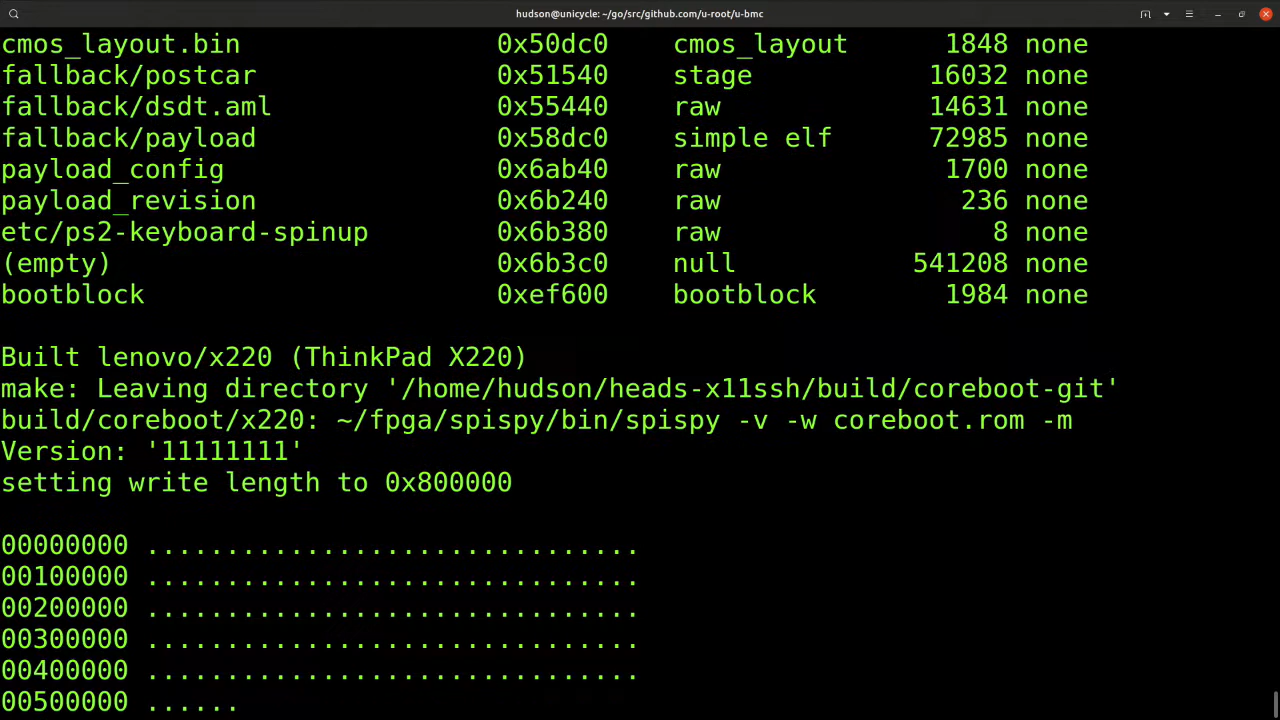 hudson@unicycle: ~/go/src/github.com/u-root/u-bmc
cmos_layout.bin 0x50dc0 cmos_layout 1848 none
fallback/postcar 0x51540 stage 16032 none
fallback/dsdt.aml 0x55440 raw 14631 none
fallback/payload 0x58dc0 simple elf 72985 none
payload_config 0x6ab40 raw 1700 none
payload_revision 0x6b240 raw 236 none
etc/ps2-keyboard-spinup 0x6b380 raw 8 none
(empty) 0x6b3c0 null 541208 none
bootblock 0xef600 bootblock 1984 none
Built lenovo/x220 (ThinkPad X220)
make: Leaving directory '/home/hudson/heads-x11ssh/build/coreboot-git'
build/coreboot/x220: ~/fpga/spispy/bin/spispy -v -w coreboot.rom -m
Version: '11111111'
setting write length to 0x800000
00000000 ...............................
00100000 ...............................
00200000 ...............................
00300000 ...............................
00400000 ...............................
00500000 ......